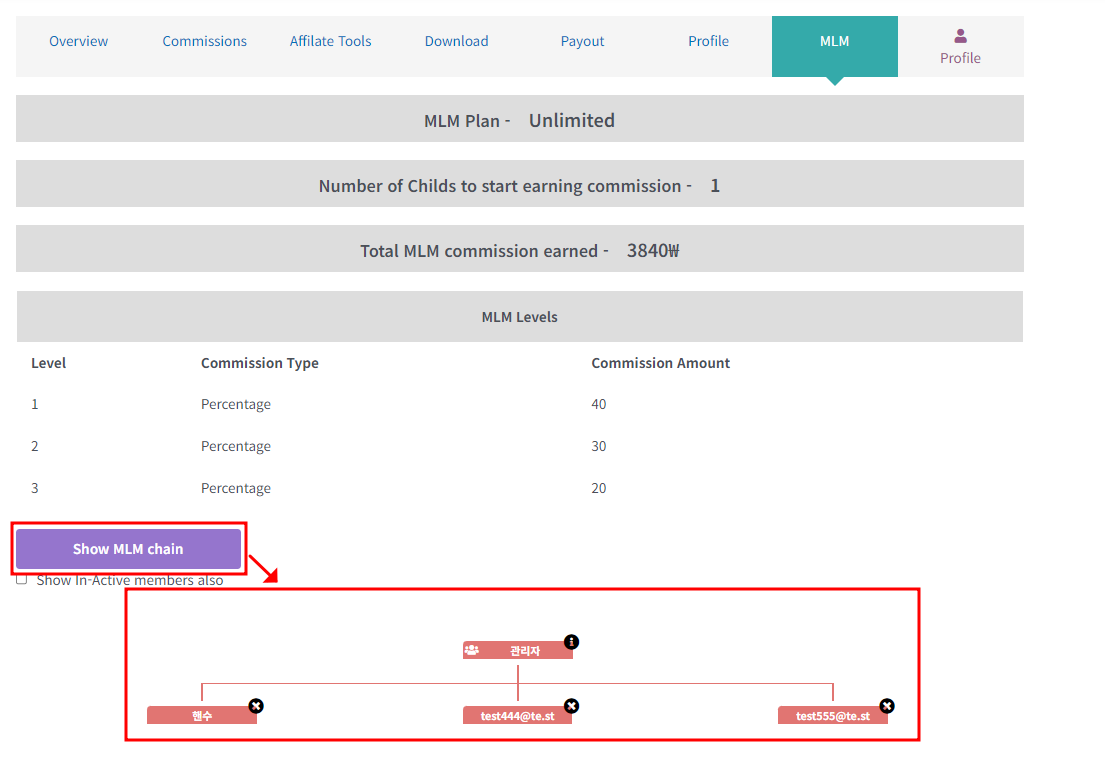 Overview Commissions Affilate Tools Download Payout Profile MLM Profile
MLM Plan - Unlimited
Number of Childs to start earning commission - 1
Total MLM commission earned - 3840₩
MLM Levels
Level Commission Type Commission Amount
1 Percentage 40
2 Percentage 30
3 Percentage 20
Show MLM chain
Show In-Active members also
관리자
핸수 test444@te.st test555@te.st